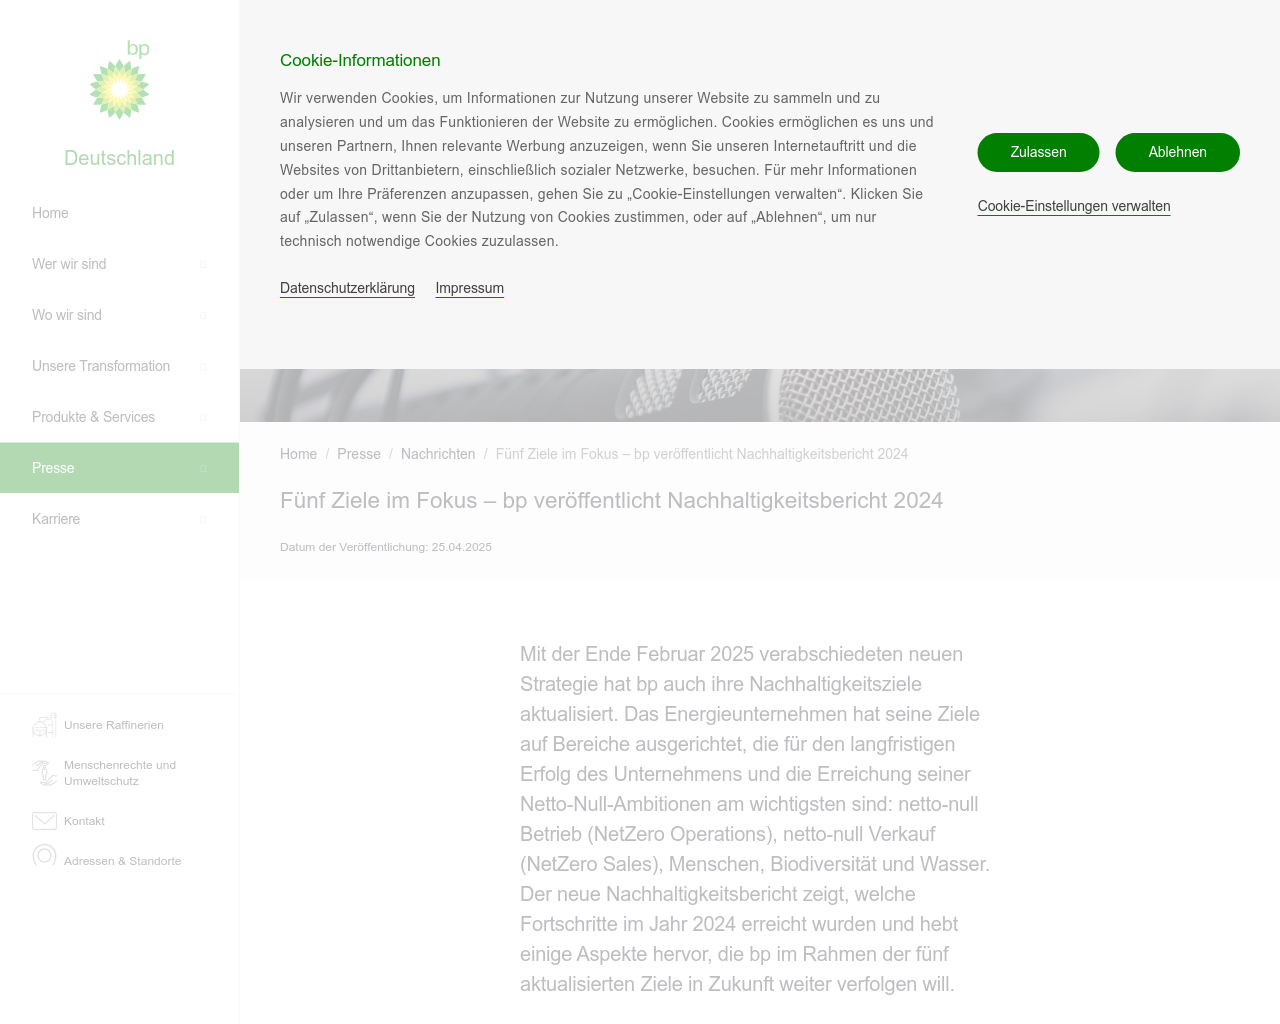 bp
Deutschland
Home
Wer wir sind
Wo wir sind
Unsere Transformation
Produkte & Services
Presse
Karriere
Unsere Raffinerien
Menschenrechte und
Umweltschutz
Kontakt
Adressen & Standorte
Cookie-Informationen
Wir verwenden Cookies, um Informationen zur Nutzung unserer Website zu sammeln und zu
analysieren und um das Funktionieren der Website zu ermöglichen. Cookies ermöglichen es uns und
unseren Partnern, Ihnen relevante Werbung anzuzeigen, wenn Sie unseren Internetauftritt und die
Websites von Drittanbietern, einschließlich sozialer Netzwerke, besuchen. Für mehr Informationen
oder um Ihre Präferenzen anzupassen, gehen Sie zu „Cookie-Einstellungen verwalten“. Klicken Sie
auf „Zulassen“, wenn Sie der Nutzung von Cookies zustimmen, oder auf „Ablehnen“, um nur
technisch notwendige Cookies zuzulassen.
Datenschutzerklärung Impressum
Zulassen Ablehnen
Cookie-Einstellungen verwalten
Home / Presse / Nachrichten / Fünf Ziele im Fokus – bp veröffentlicht Nachhaltigkeitsbericht 2024
Fünf Ziele im Fokus – bp veröffentlicht Nachhaltigkeitsbericht 2024
Datum der Veröffentlichung: 25.04.2025
Mit der Ende Februar 2025 verabschiedeten neuen
Strategie hat bp auch ihre Nachhaltigkeitsziele
aktualisiert. Das Energieunternehmen hat seine Ziele
auf Bereiche ausgerichtet, die für den langfristigen
Erfolg des Unternehmens und die Erreichung seiner
Netto-Null-Ambitionen am wichtigsten sind: netto-null
Betrieb (NetZero Operations), netto-null Verkauf
(NetZero Sales), Menschen, Biodiversität und Wasser.
Der neue Nachhaltigkeitsbericht zeigt, welche
Fortschritte im Jahr 2024 erreicht wurden und hebt
einige Aspekte hervor, die bp im Rahmen der fünf
aktualisierten Ziele in Zukunft weiter verfolgen will.